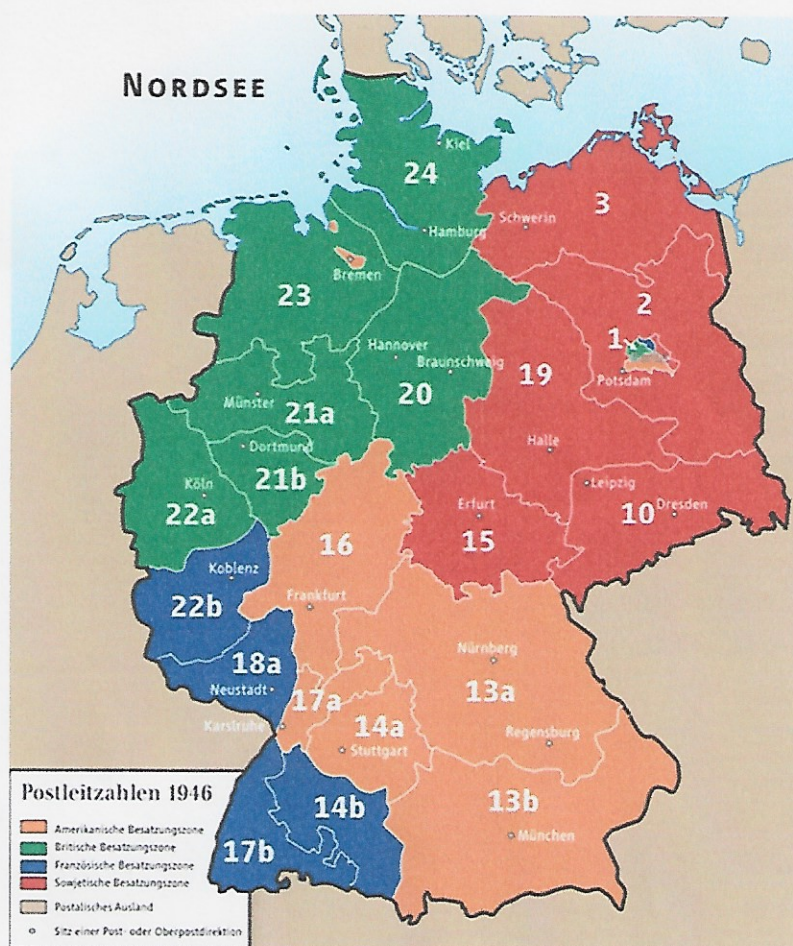 NORDSEE
Kiel
24
3
Schwerin
Hamburg
Bremen
2
23
1
Hannover
Braunschweig
19
Potsdam
20
Münster
21a
Dortmund
Halle
Köln
21b
Leipzig
22a
Erfurt
10
Dresden
16
15
Koblenz
22b
Frankfurt
Nürnberg
18a
Neustadt
17a
13a
Karslruhe
14a
Stuttgart
Regensburg
14b
13b
17b
München
Postleitzahlen 1946
Amerikanische Besatzungszone
Britische Besatzungszone
Französische Besatzungszone
Sowjetische Besatzungszone
Postalisches Ausland
Sitz einer Post- oder Oberpostdirektion